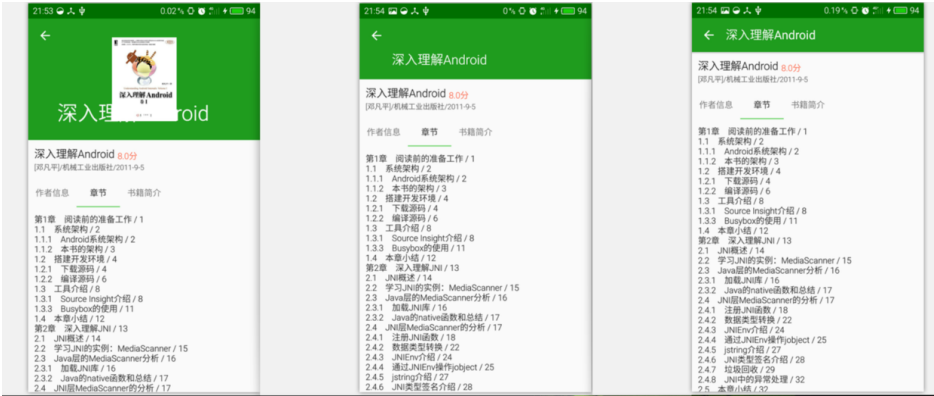 21:53
0.02%
94
深入理解Android
深入理解Android
深入理解Android 8.0分
[邓凡平]/机械工业出版社/2011-9-5
作者信息 章节 书籍简介
第1章 阅读前的准备工作 / 1
1.1 系统架构 / 2
1.1.1 Android系统架构 / 2
1.1.2 本书的架构 / 3
1.2 搭建开发环境 / 4
1.2.1 下载源码 / 4
1.2.2 编译源码 / 6
1.3 工具介绍 / 8
1.3.1 Source Insight介绍 / 8
1.3.3 Busybox的使用 / 11
1.4 本章小结 / 12
第2章 深入理解JNI / 13
2.1 JNI概述 / 14
2.2 学习JNI的实例：MediaScanner / 15
2.3 Java层的MediaScanner分析 / 16
2.3.1 加载JNI库 / 16
2.3.2 Java的native函数和总结 / 17
2.4 JNI层MediaScanner的分析 / 17
21:54
0%
94
深入理解Android
深入理解Android 8.0分
[邓凡平]/机械工业出版社/2011-9-5
作者信息 章节 书籍简介
第1章 阅读前的准备工作 / 1
1.1 系统架构 / 2
1.1.1 Android系统架构 / 2
1.1.2 本书的架构 / 3
1.2 搭建开发环境 / 4
1.2.1 下载源码 / 4
1.2.2 编译源码 / 6
1.3 工具介绍 / 8
1.3.1 Source Insight介绍 / 8
1.3.3 Busybox的使用 / 11
1.4 本章小结 / 12
第2章 深入理解JNI / 13
2.1 JNI概述 / 14
2.2 学习JNI的实例：MediaScanner / 15
2.3 Java层的MediaScanner分析 / 16
2.3.1 加载JNI库 / 16
2.3.2 Java的native函数和总结 / 17
2.4 JNI层MediaScanner的分析 / 17
2.4.1 注册JNI函数 / 18
2.4.2 数据类型转换 / 22
2.4.3 JNIEnv介绍 / 24
2.4.4 通过JNIEnv操作jobject / 25
2.4.5 jstring介绍 / 27
2.4.6 JNI类型签名介绍 / 28
21:54
0.19%
94
深入理解Android
深入理解Android 8.0分
[邓凡平]/机械工业出版社/2011-9-5
作者信息 章节 书籍简介
第1章 阅读前的准备工作 / 1
1.1 系统架构 / 2
1.1.1 Android系统架构 / 2
1.1.2 本书的架构 / 3
1.2 搭建开发环境 / 4
1.2.1 下载源码 / 4
1.2.2 编译源码 / 6
1.3 工具介绍 / 8
1.3.1 Source Insight介绍 / 8
1.3.3 Busybox的使用 / 11
1.4 本章小结 / 12
第2章 深入理解JNI / 13
2.1 JNI概述 / 14
2.2 学习JNI的实例：MediaScanner / 15
2.3 Java层的MediaScanner分析 / 16
2.3.1 加载JNI库 / 16
2.3.2 Java的native函数和总结 / 17
2.4 JNI层MediaScanner的分析 / 17
2.4.1 注册JNI函数 / 18
2.4.2 数据类型转换 / 22
2.4.3 JNIEnv介绍 / 24
2.4.4 通过JNIEnv操作jobject / 25
2.4.5 jstring介绍 / 27
2.4.6 JNI类型签名介绍 / 28
2.4.7 垃圾回收 / 29
2.4.8 JNI中的异常处理 / 32
2.5 本章小结 / 32